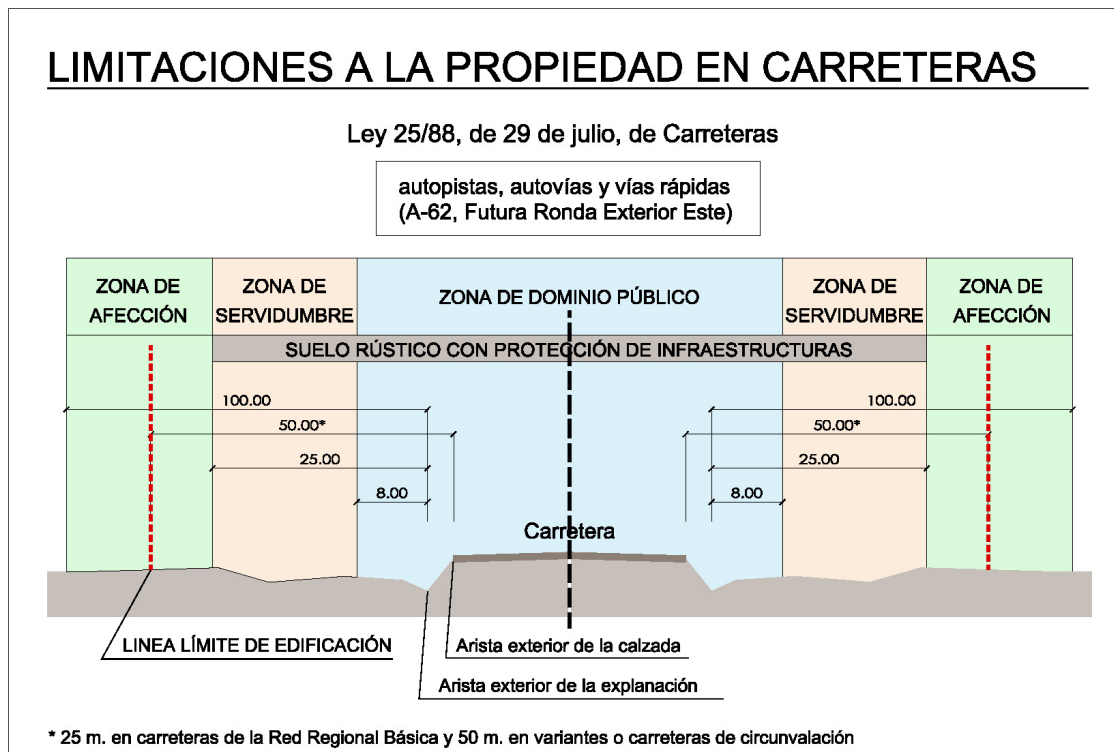 LIMITACIONES A LA PROPIEDAD EN CARRETERAS
Ley 25/88, de 29 de julio, de Carreteras
autopistas, autovías y vías rápidas
(A-62, Futura Ronda Exterior Este)
ZONA DE
AFECCIÓN
ZONA DE
SERVIDUMBRE
ZONA DE DOMINIO PÚBLICO
ZONA DE
SERVIDUMBRE
ZONA DE
AFECCIÓN
SUELO RÚSTICO CON PROTECCIÓN DE INFRAESTRUCTURAS
100.00
100.00
50.00*
50.00*
25.00
25.00
8.00
8.00
Carretera
LINEA LÍMITE DE EDIFICACIÓN
Arista exterior de la calzada
Arista exterior de la explanación
* 25 m. en carreteras de la Red Regional Básica y 50 m. en variantes o carreteras de circunvalación